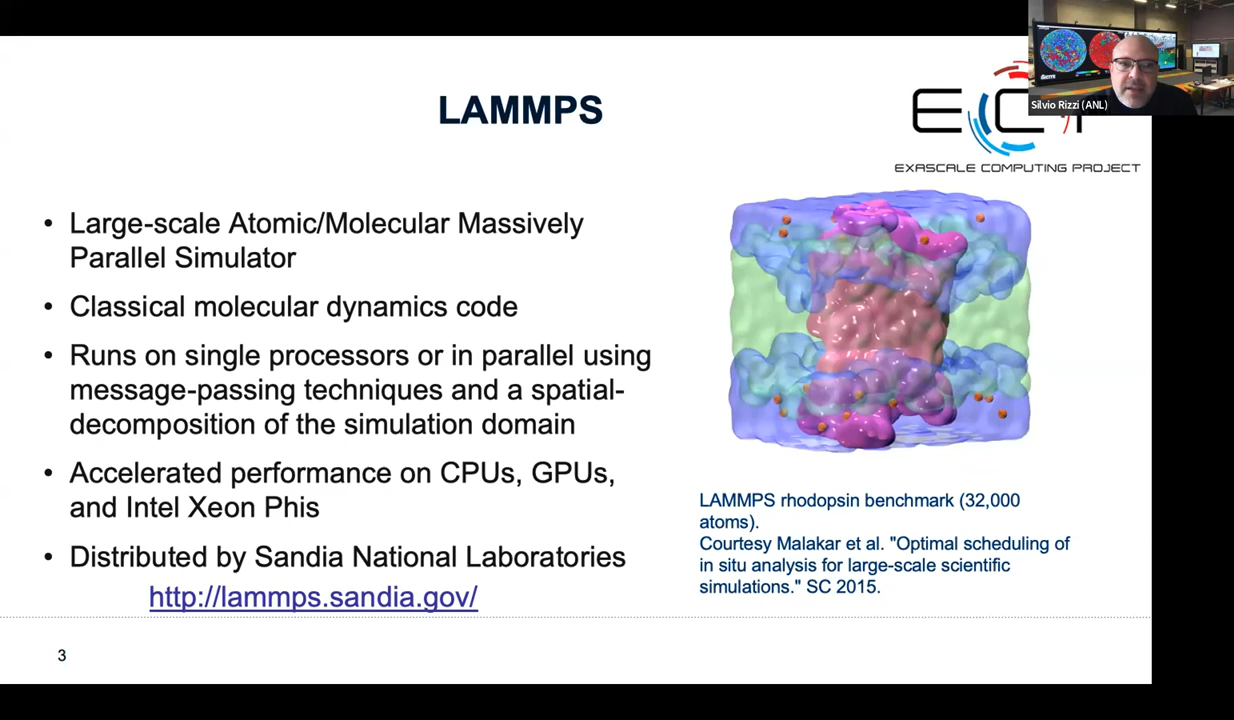 Silvio Rizzi (ANL)
LAMMPS
EXASCALE COMPUTING PROJECT
• Large-scale Atomic/Molecular Massively
Parallel Simulator
• Classical molecular dynamics code
• Runs on single processors or in parallel using
message-passing techniques and a spatial-
decomposition of the simulation domain
• Accelerated performance on CPUs, GPUs,
and Intel Xeon Phis
• Distributed by Sandia National Laboratories
http://lammps.sandia.gov/
LAMMPS rhodopsin benchmark (32,000
atoms).
Courtesy Malakar et al. "Optimal scheduling of
in situ analysis for large-scale scientific
simulations." SC 2015.
3